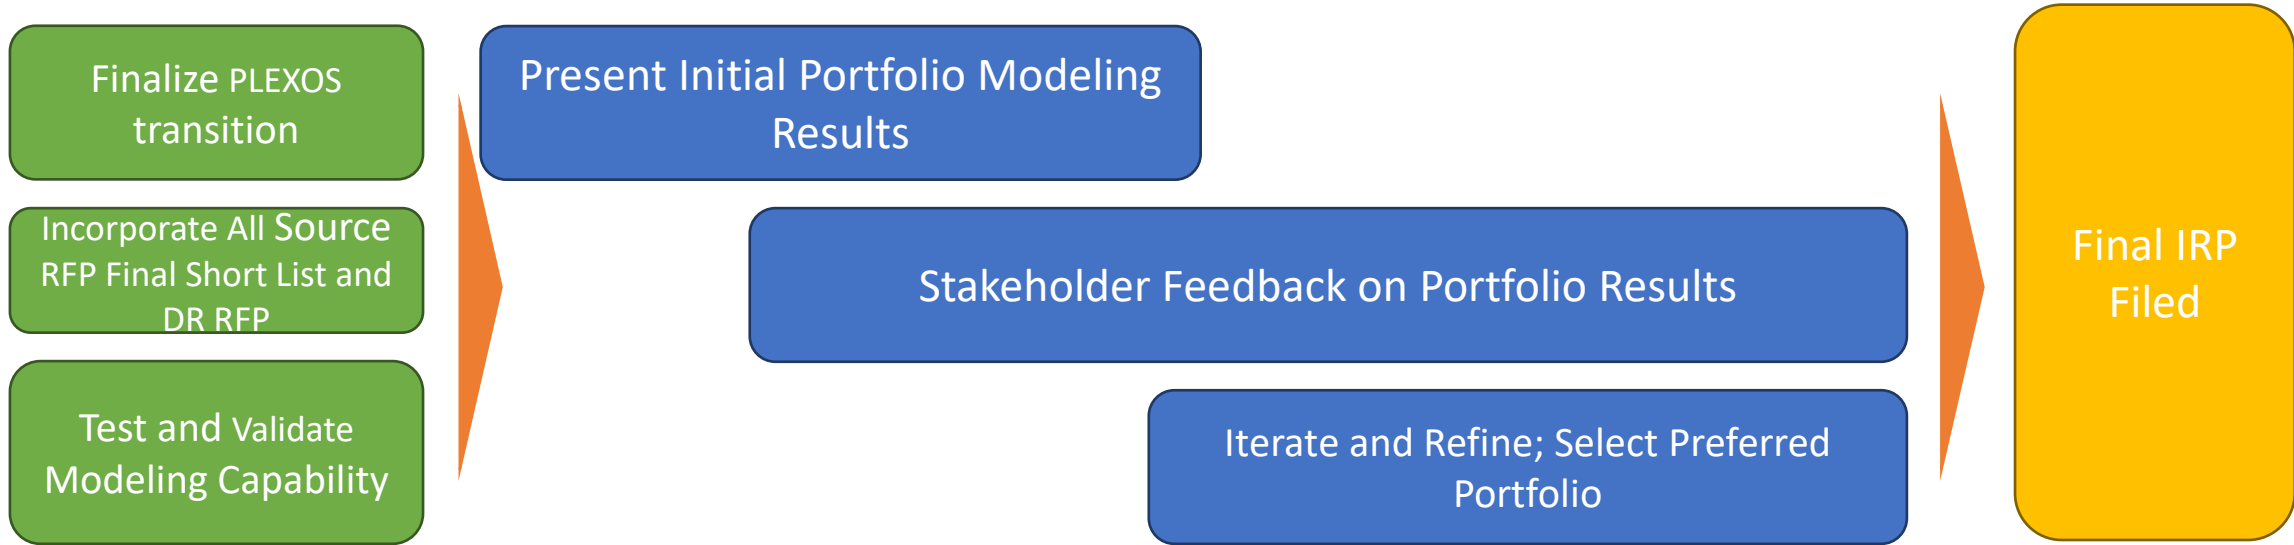 Finalize PLEXOS
transition
Incorporate All Source
RFP Final Short List and
DR RFP
Test and Validate
Modeling Capability
Present Initial Portfolio Modeling
Results
Stakeholder Feedback on Portfolio Results
Iterate and Refine; Select Preferred
Portfolio
Final IRP
Filed